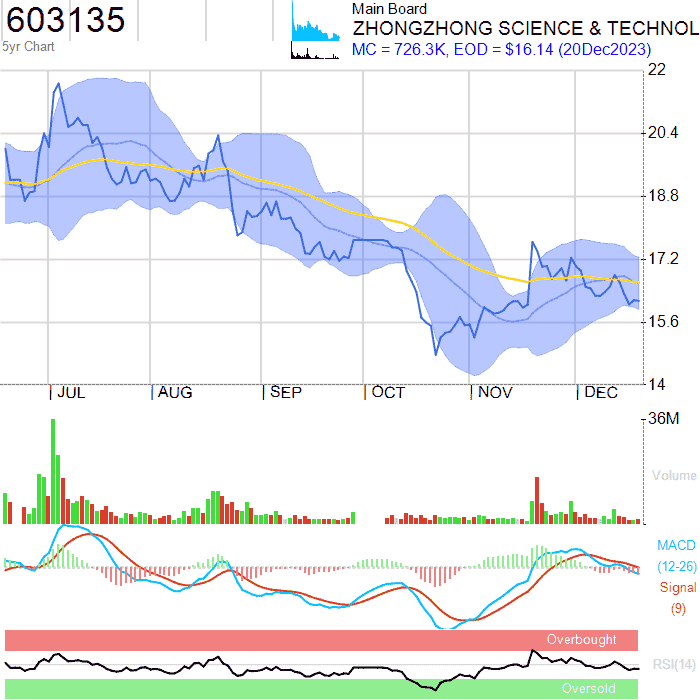 603135
5yr Chart
Main Board
ZHONGZHONG SCIENCE & TECHNOL
MC = 726.3K, EOD = $16.14 (20Dec2023)
22
20.4
18.8
17.2
15.6
14
JUL AUG SEP OCT NOV DEC
36M
Volume
MACD
(12-26)
Signal
(9)
Overbought
RSI(14)
Oversold